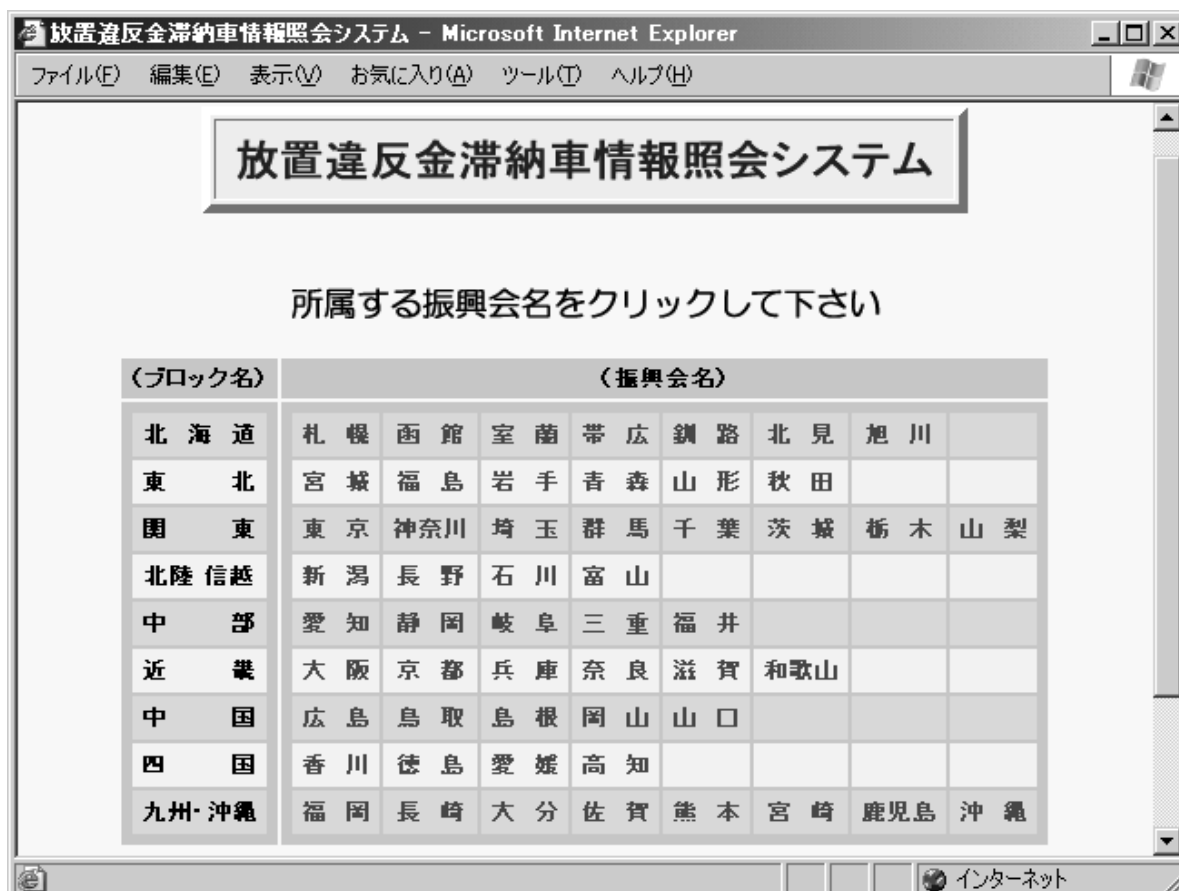 放置違反金滞納車情報照会システム - Microsoft Internet Explorer
ファイル(F) 編集(E) 表示(V) お気に入り(A) ツール(T) ヘルプ(H)
放置違反金滞納車情報照会システム
所属する振興会名をクリックして下さい
(ブロック名) (振興会名)
北海道 札幌 函館 室蘭 帯広 釧路 北見 旭川
東北 宮城 福島 岩手 青森 山形 秋田
関東 東京 神奈川 埼玉 群馬 千葉 茨城 栃木 山梨
北陸信越 新潟 長野 石川 富山
中部 愛知 静岡 岐阜 三重 福井
近畿 大阪 京都 兵庫 奈良 滋賀 和歌山
中国 広島 鳥取 島根 岡山 山口
四国 香川 徳島 愛媛 高知
九州・沖縄 福岡 長崎 大分 佐賀 熊本 宮崎 鹿児島 沖縄
インターネット